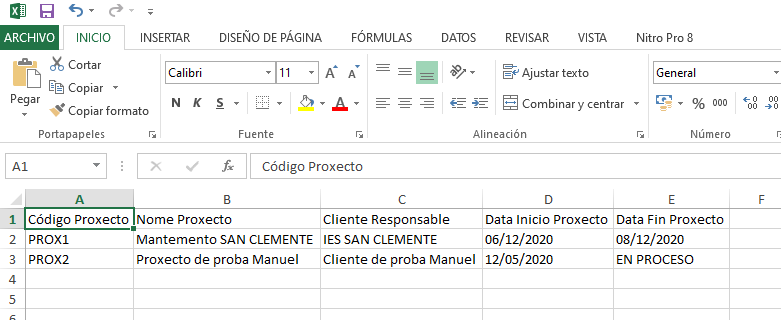 ARCHIVO INICIO INSERTAR DISEÑO DE PÁGINA FÓRMULAS DATOS REVISAR VISTA Nitro Pro 8
Pegar
Cortar
Copiar
Copiar formato
Portapapeles
Calibri 11 A A
N K S A
Fuente
Ajustar texto
Combinar y centrar
Alineación
General
% 000
Número
A1 fx Código Proxecto
A B C D E F
1 Código Proxecto Nome Proxecto Cliente Responsable Data Inicio Proxecto Data Fin Proxecto
2 PROX1 Mantemento SAN CLEMENTE IES SAN CLEMENTE 06/12/2020 08/12/2020
3 PROX2 Proxecto de proba Manuel Cliente de proba Manuel 12/05/2020 EN PROCESO
4
5
6